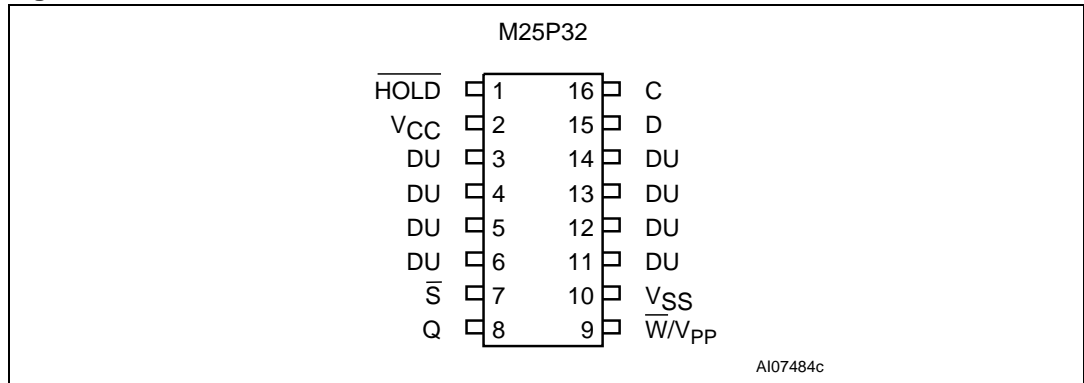 M25P32
HOLD 1 16 C
VCC 2 15 D
DU 3 14 DU
DU 4 13 DU
DU 5 12 DU
DU 6 11 DU
S 7 10 VSS
Q 8 9 W/VPP
AI07484c